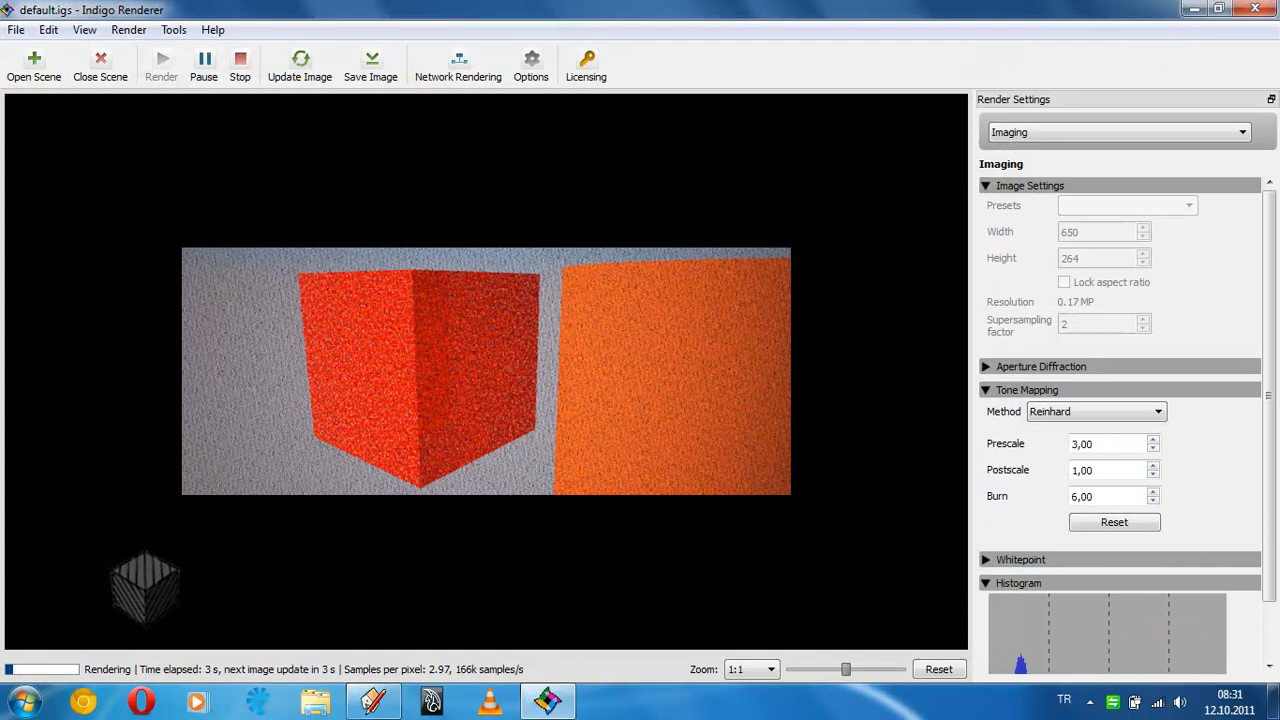 default.igs - Indigo Renderer
File Edit View Render Tools Help
Open Scene Close Scene Render Pause Stop Update Image Save Image Network Rendering Options Licensing
Render Settings
Imaging
Imaging
Image Settings
Presets
Width 650
Height 264
Lock aspect ratio
Resolution 0.17 MP
Supersampling factor 2
Aperture Diffraction
Tone Mapping
Method Reinhard
Prescale 3,00
Postscale 1,00
Burn 6,00
Reset
Whitepoint
Histogram
Rendering | Time elapsed: 3 s, next image update in 3 s | Samples per pixel: 2.97, 166k samples/s Zoom: 1:1 Reset
TR 08:31
12.10.2011